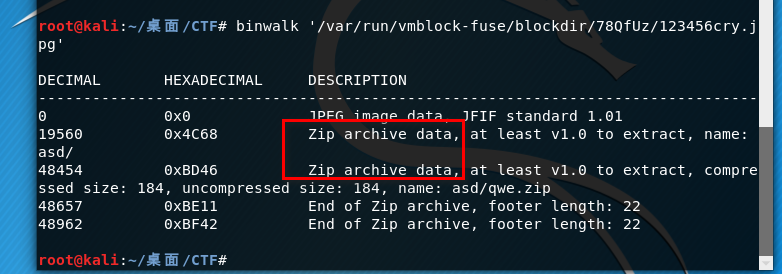 root@kali:~/桌面/CTF# binwalk '/var/run/vmblock-fuse/blockdir/78QfUz/123456cry.j
pg'
DECIMAL       HEXADECIMAL     DESCRIPTION
--------------------------------------------------------------------------------
0             0x0             JPEG image data, JFIF standard 1.01
19560         0x4C68          Zip archive data, at least v1.0 to extract, name:
asd/
48454         0xBD46          Zip archive data, at least v1.0 to extract, compre
ssed size: 184, uncompressed size: 184, name: asd/qwe.zip
48657         0xBE11          End of Zip archive, footer length: 22
48962         0xBF42          End of Zip archive, footer length: 22
root@kali:~/桌面/CTF#